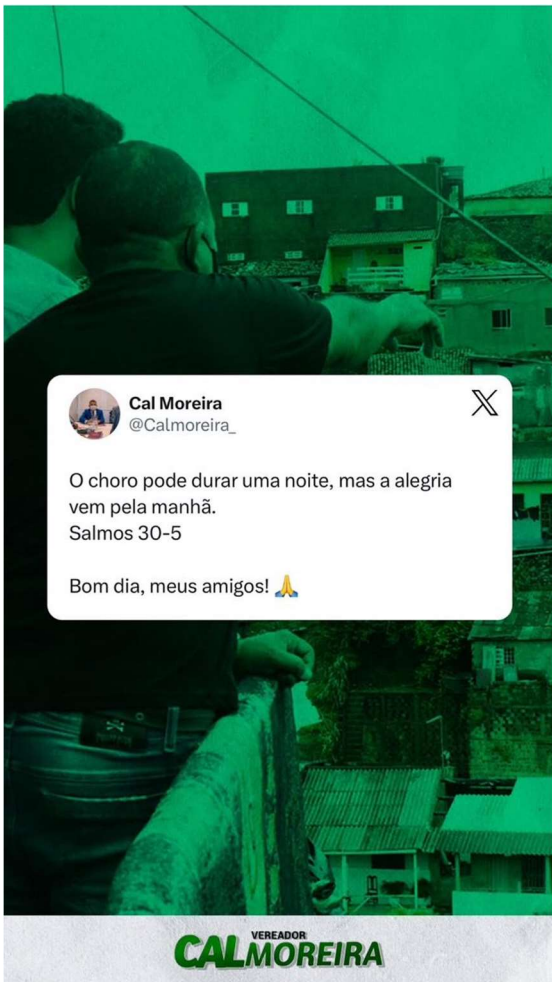 Cal Moreira
@Calmoreira_
O choro pode durar uma noite, mas a alegria
vem pela manhã.
Salmos 30-5
Bom dia, meus amigos! 🙏
VEREADOR
CALMOREIRA